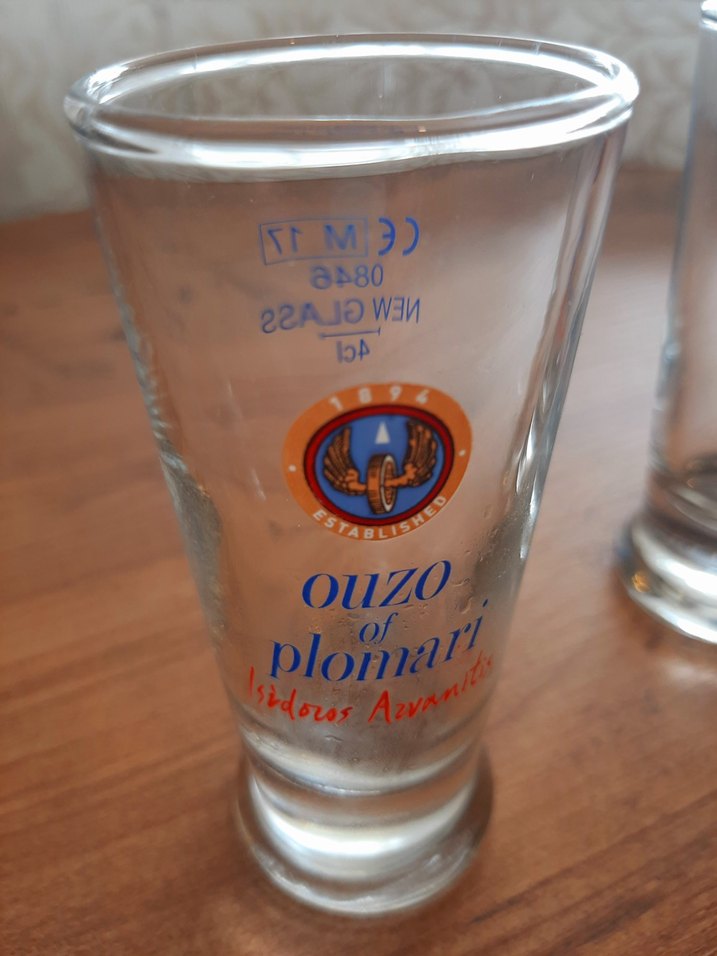 CE M 17
0846
NEW GLASS
4cl
1894
ESTABLISHED
ouzo
of
plomari
Isidoros Arvanitis